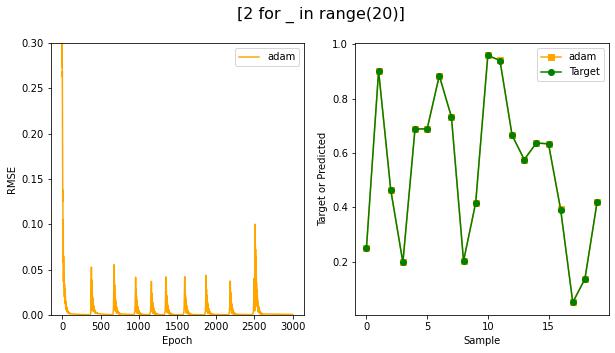 [2 for _ in range(20)]
0.30
0.25
0.20
0.15
0.10
0.05
0.00
RMSE
0 500 1000 1500 2000 2500 3000
Epoch
adam
1.0
0.8
0.6
0.4
0.2
Target or Predicted
0 5 10 15
Sample
adam
Target